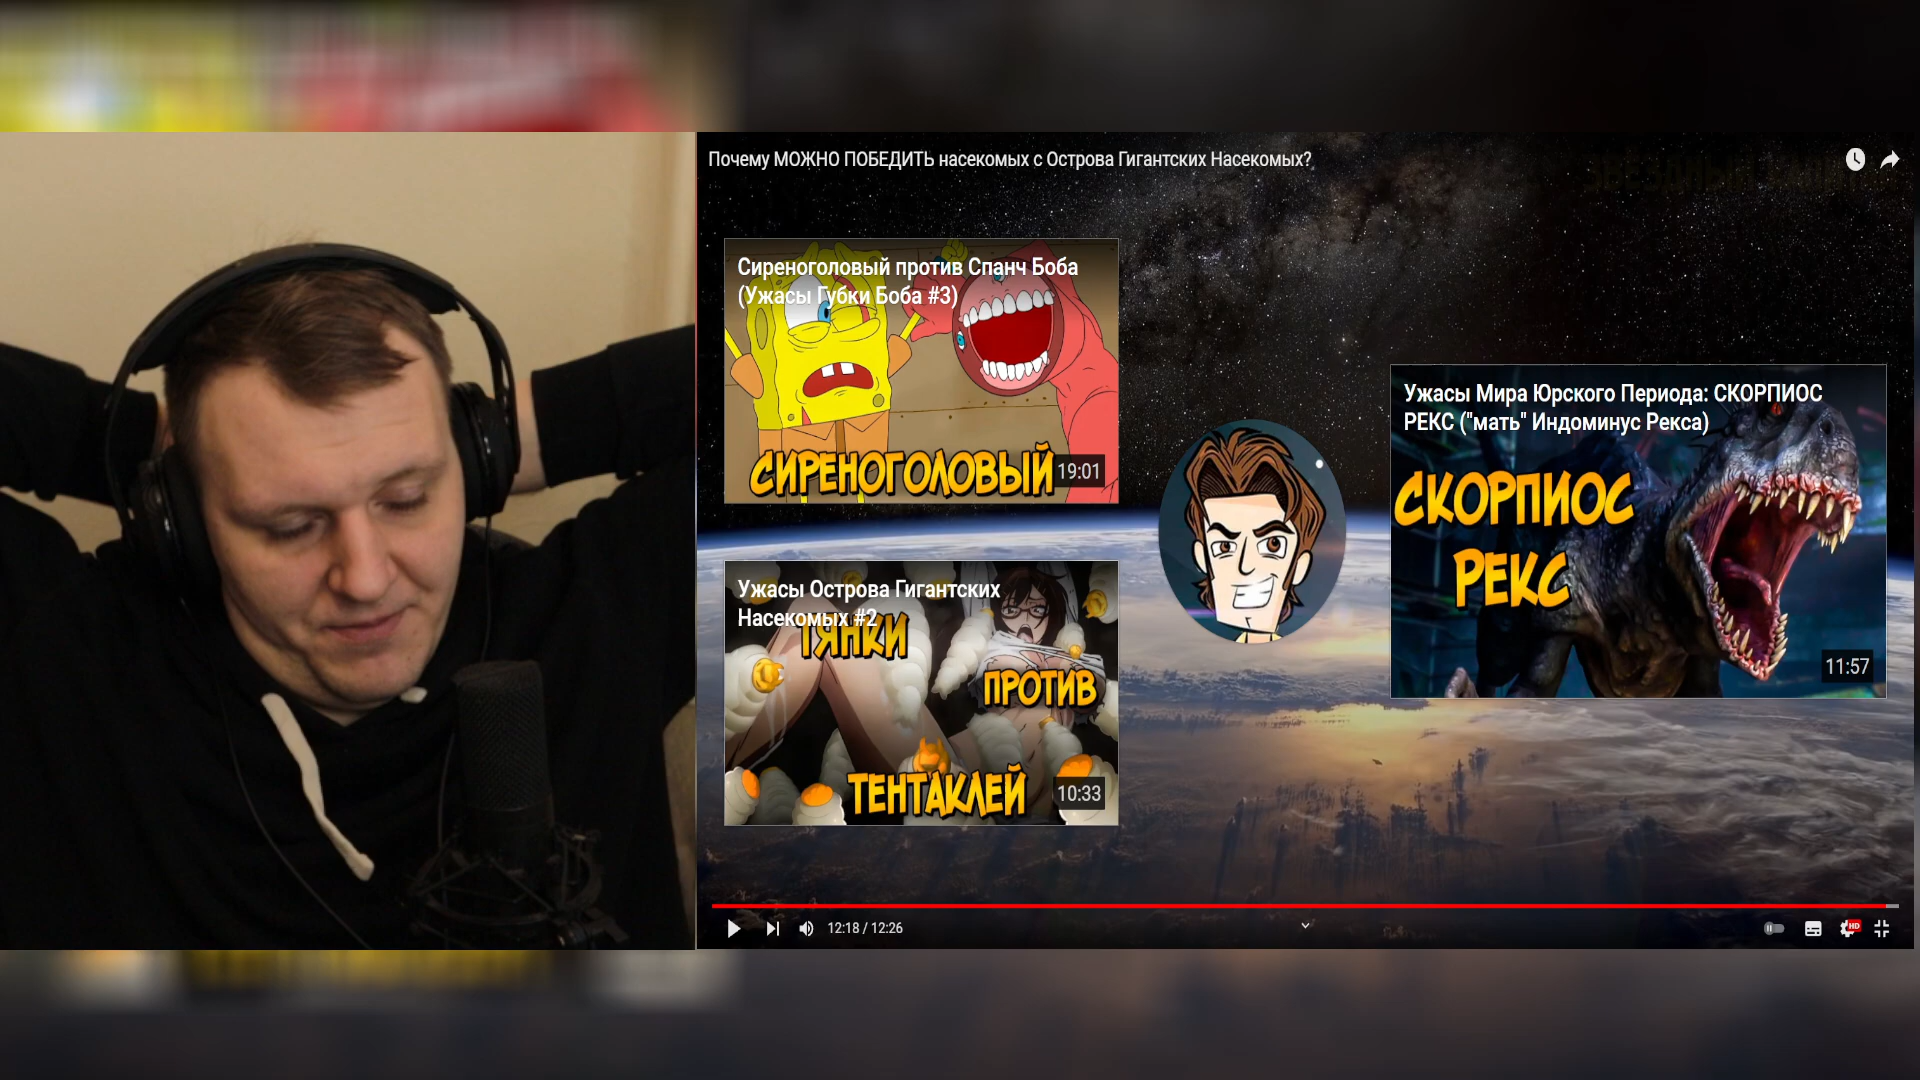 Почему МОЖНО ПОБЕДИТЬ насекомых с Острова Гигантских Насекомых?
Сиреноголовый против Спанч Боба
(Ужасы Губки Боба #3)
СИРЕНОГОЛОВЫЙ
19:01
Ужасы Мира Юрского Периода: СКОРПИОС
РЕКС ("мать" Индоминус Рекса)
СКОРПИОС
РЕКС
11:57
Ужасы Острова Гигантских
Насекомых #2
ТЯНКИ
ПРОТИВ
ТЕНТАКЛЕЙ
10:33
12:18 / 12:26
HD